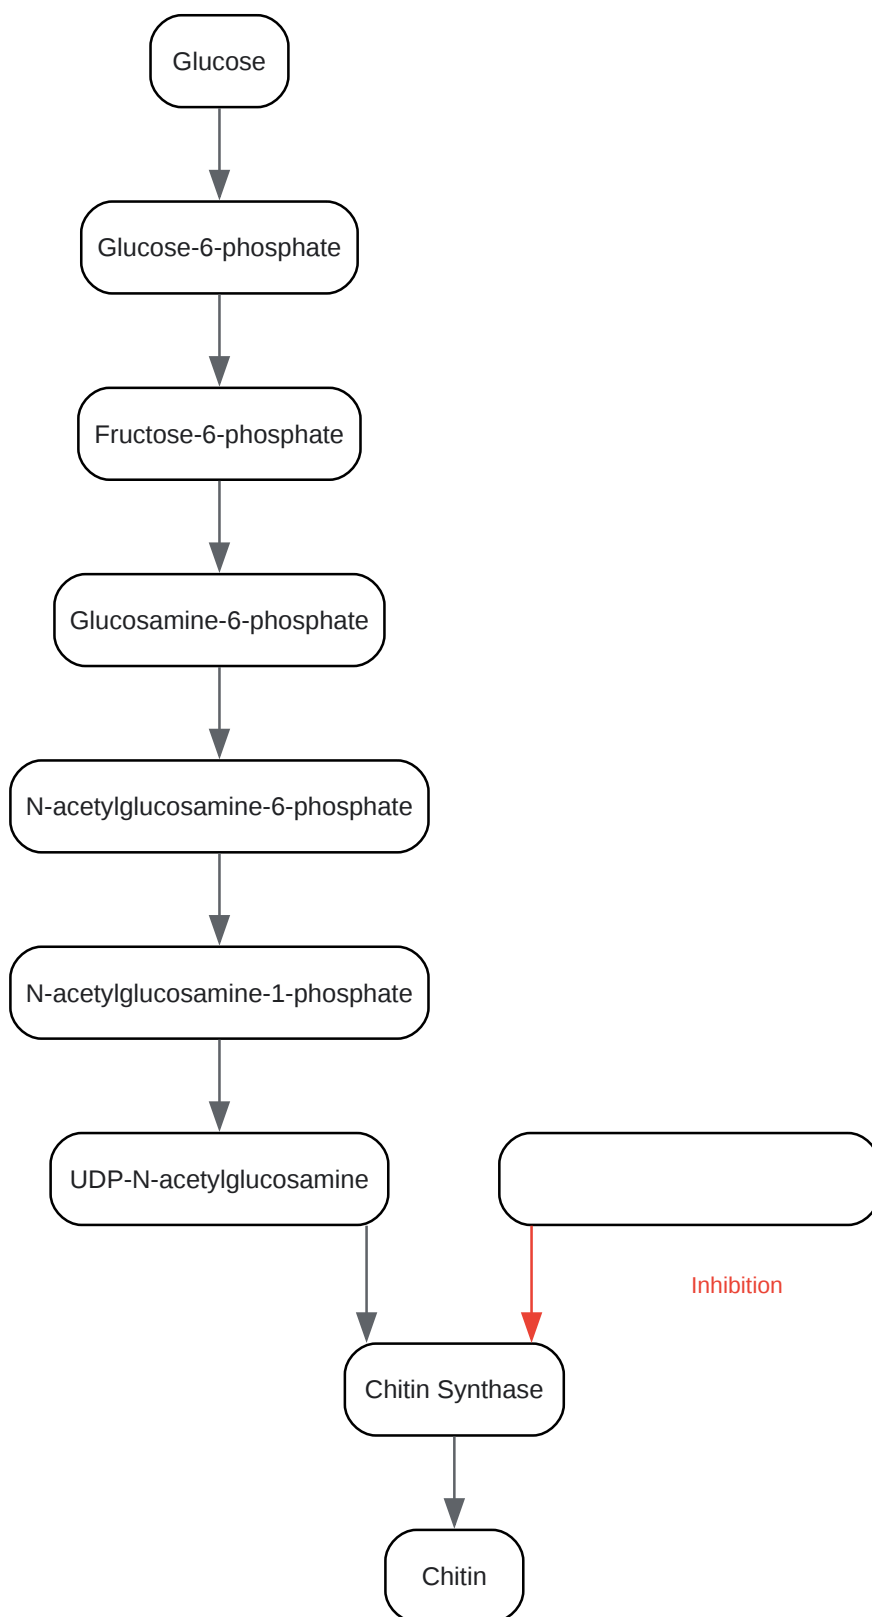 Glucose
Glucose-6-phosphate
Fructose-6-phosphate
Glucosamine-6-phosphate
N-acetylglucosamine-6-phosphate
N-acetylglucosamine-1-phosphate
UDP-N-acetylglucosamine
Inhibition
Chitin Synthase
Chitin